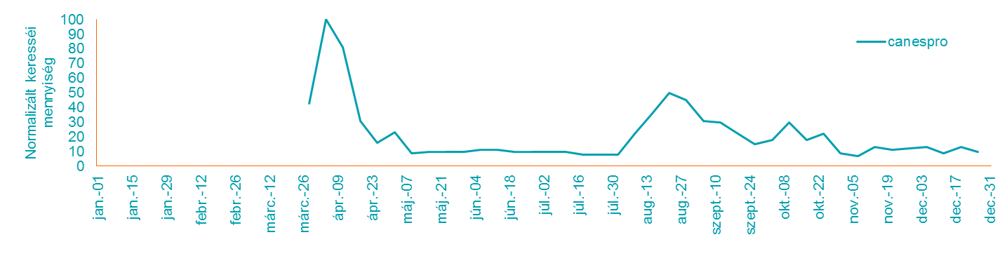 Normalizált keresséi
mennyiség
100
90
80
70
60
50
40
30
20
10
0
canespro
jan.-01
jan.-15
jan.-29
febr.-12
febr.-26
márc.-12
márc.-26
ápr.-09
ápr.-23
máj.-07
máj.-21
jún.-04
jún.-18
júl.-02
júl.-16
júl.-30
aug.-13
aug.-27
szept.-10
szept.-24
okt.-08
okt.-22
nov.-05
nov.-19
dec.-03
dec.-17
dec.-31